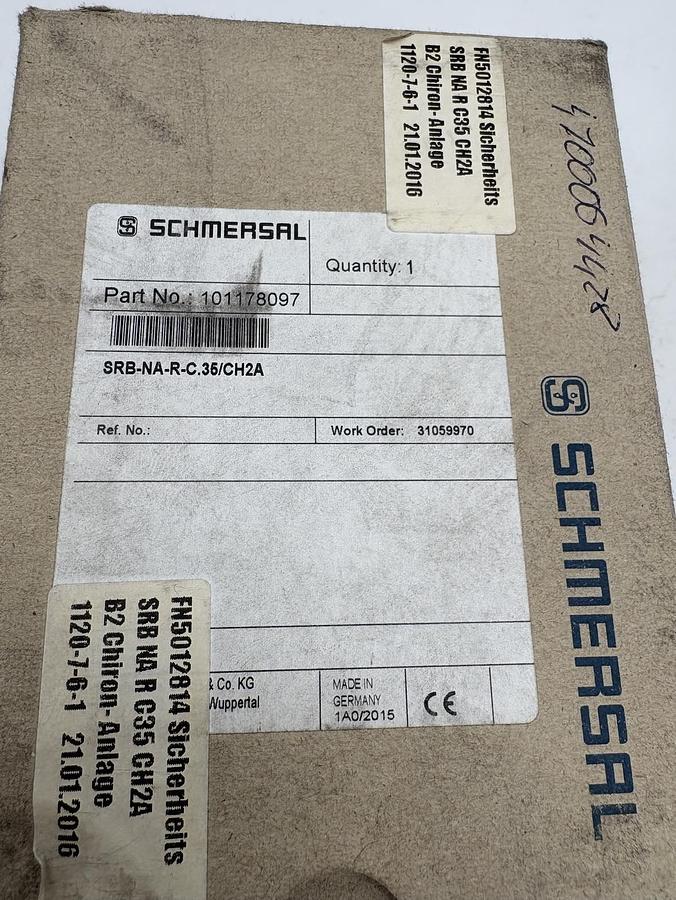 FN5012814 Sicherheits
SRB NA R C35 CH2A
B2 Chiron-Anlage
1120-7-6-1 21.01.2016
SCHMERSAL
Quantity: 1
Part No.: 101178097
SRB-NA-R-C.35/CH2A
Ref. No.:
Work Order: 31059970
& Co. KG
Wuppertal
MADE IN
GERMANY
1A0/2015
CE
FN5012814 Sicherheits
SRB NA R C35 CH2A
B2 Chiron-Anlage
1120-7-6-1 21.01.2016
SCHMERSAL